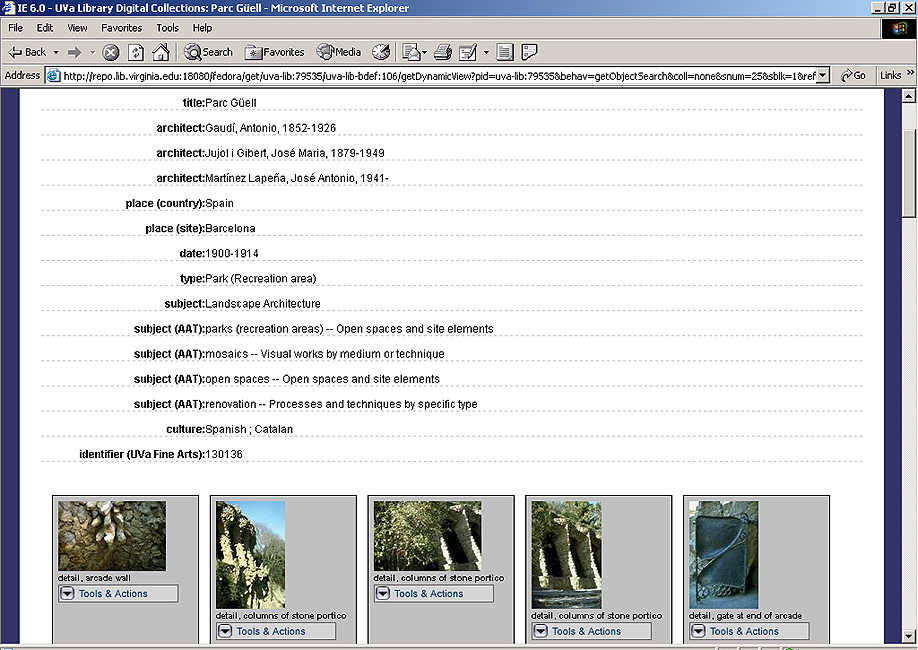 IE 6.0 - UVa Library Digital Collections: Parc Güell - Microsoft Internet Explorer
File Edit View Favorites Tools Help
Back Search Favorites Media
Address http://repo.lib.virginia.edu:18080/fedora/get/uva-lib:79535/uva-lib-bdef:106/getDynamicView?pid=uva-lib:79535&behav=getObjectSearch&coll=none&snum=25&sblk=1&ref Go Links »
title:Parc Güell
architect:Gaudí, Antonio, 1852-1926
architect:Jujol i Gibert, José Maria, 1879-1949
architect:Martínez Lapeña, José Antonio, 1941-
place (country):Spain
place (site):Barcelona
date:1900-1914
type:Park (Recreation area)
subject:Landscape Architecture
subject (AAT):parks (recreation areas) -- Open spaces and site elements
subject (AAT):mosaics -- Visual works by medium or technique
subject (AAT):open spaces -- Open spaces and site elements
subject (AAT):renovation -- Processes and techniques by specific type
culture:Spanish ; Catalan
identifier (UVa Fine Arts):130136
detail, arcade wall
Tools & Actions
detail, columns of stone portico
Tools & Actions
detail, columns of stone portico
Tools & Actions
detail, columns of stone portico
Tools & Actions
detail, gate at end of arcade
Tools & Actions